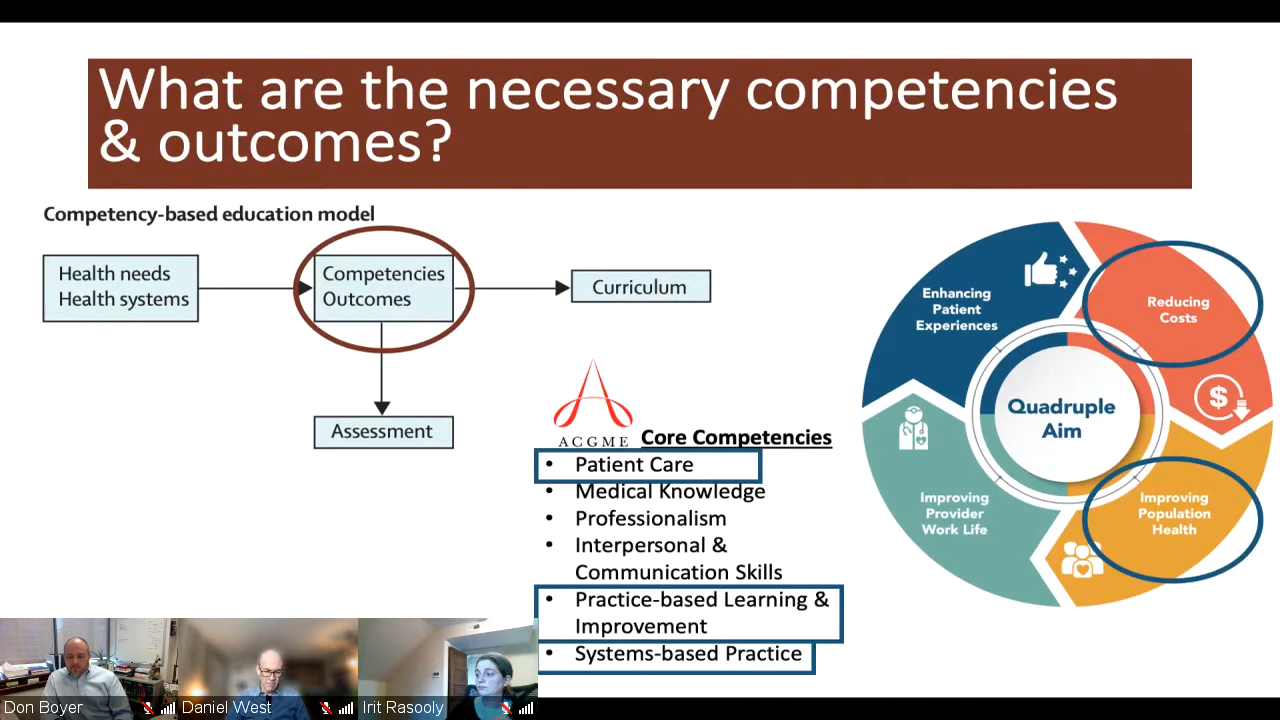 What are the necessary competencies
& outcomes?
Competency-based education model
Health needs
Health systems
Competencies
Outcomes
Curriculum
Assessment
ACGME
Core Competencies
• Patient Care
• Medical Knowledge
• Professionalism
• Interpersonal &
Communication Skills
• Practice-based Learning &
Improvement
• Systems-based Practice
Enhancing
Patient
Experiences
Reducing
Costs
$
Quadruple
Aim
Improving
Provider
Work Life
Improving
Population
Health
Don Boyer
Daniel West
Irit Rasooly